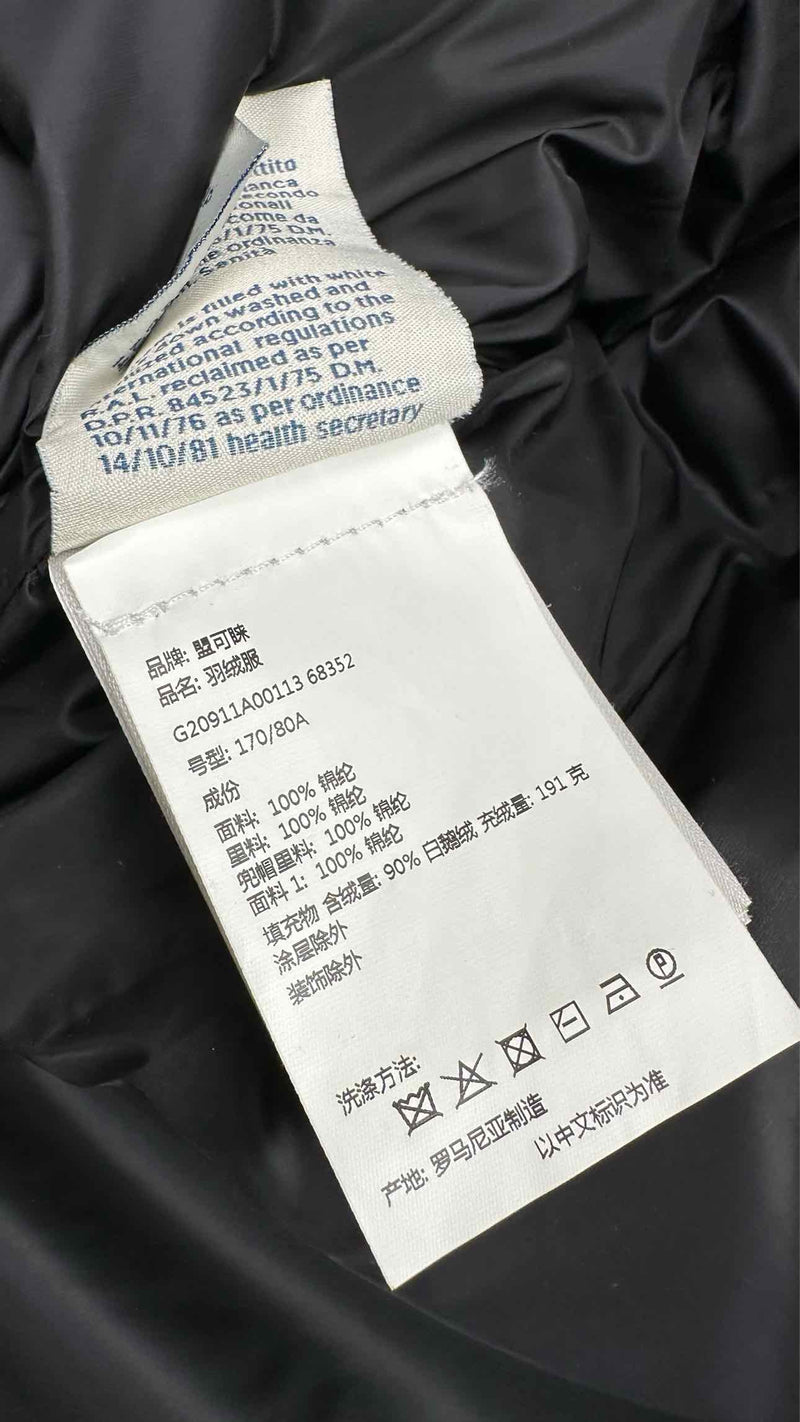 ttito
anca
secondo
onali
come da
/1/75 D.M.
ordinanza
Sanità
filled with white
down washed and
according to the
international regulations
R.A.L. reclaimed as per
D.P.R. 84523/1/75 D.M.
10/11/76 as per ordinance
14/10/81 health secretary
品牌: 盟可睐
品名: 羽绒服
G20911A00113 68352
号型: 170/80A
成份
面料: 100% 锦纶
里料: 100% 锦纶
兜帽里料: 100% 锦纶
面料 1: 100% 锦纶
填充物 含绒量: 90% 白鹅绒 充绒量: 191 克
涂层除外
装饰除外
洗涤方法:
P
产地: 罗马尼亚制造
以中文标识为准